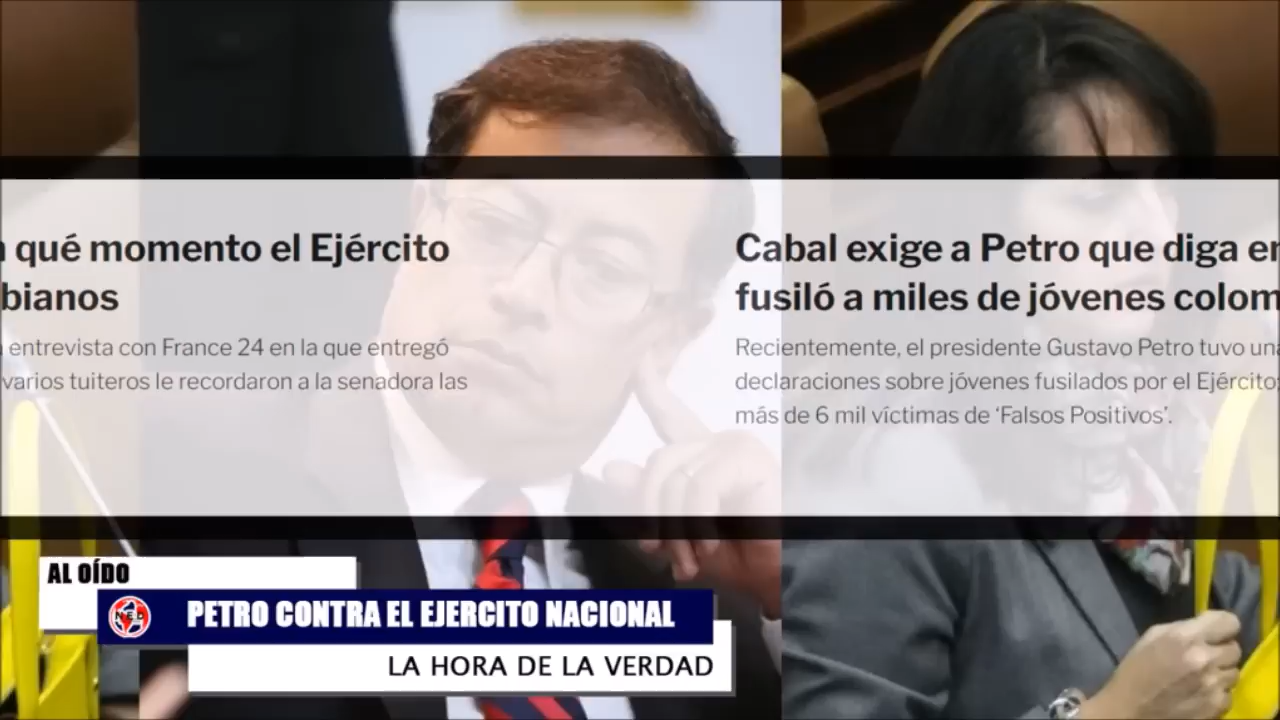 qué momento el Ejército
bianos
entrevista con France 24 en la que entregó
varios tuiteros le recordaron a la senadora las
Cabal exige a Petro que diga en
fusiló a miles de jóvenes colom
Recientemente, el presidente Gustavo Petro tuvo una
declaraciones sobre jóvenes fusilados por el Ejército;
más de 6 mil víctimas de ‘Falsos Positivos’.
AL OÍDO
PETRO CONTRA EL EJERCITO NACIONAL
LA HORA DE LA VERDAD